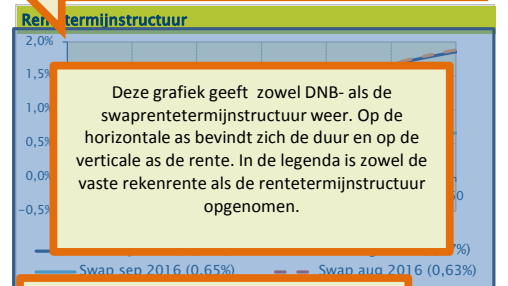 Rentetermijnstructuur
2,0%
1,5%
1,0%
0,5%
0,0%
-0,5%
Deze grafiek geeft zowel DNB- als de
swaprentetermijnstructuur weer. Op de
horizontale as bevindt zich de duur en op de
verticale as de rente. In de legenda is zowel de
vaste rekenrente als de rentetermijnstructuur
opgenomen.
Swap sep 2016 (0,65%)
Swap aug 2016 (0,63%)